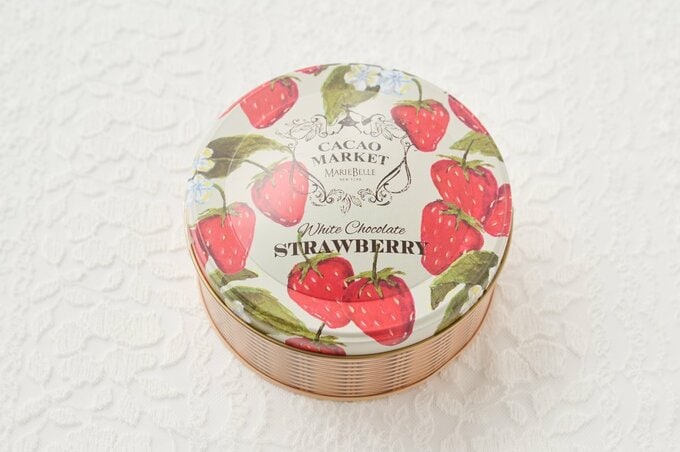 CACAO
MARKET
MARIEBELLE
NEW YORK
White Chocolate
STRAWBERRY